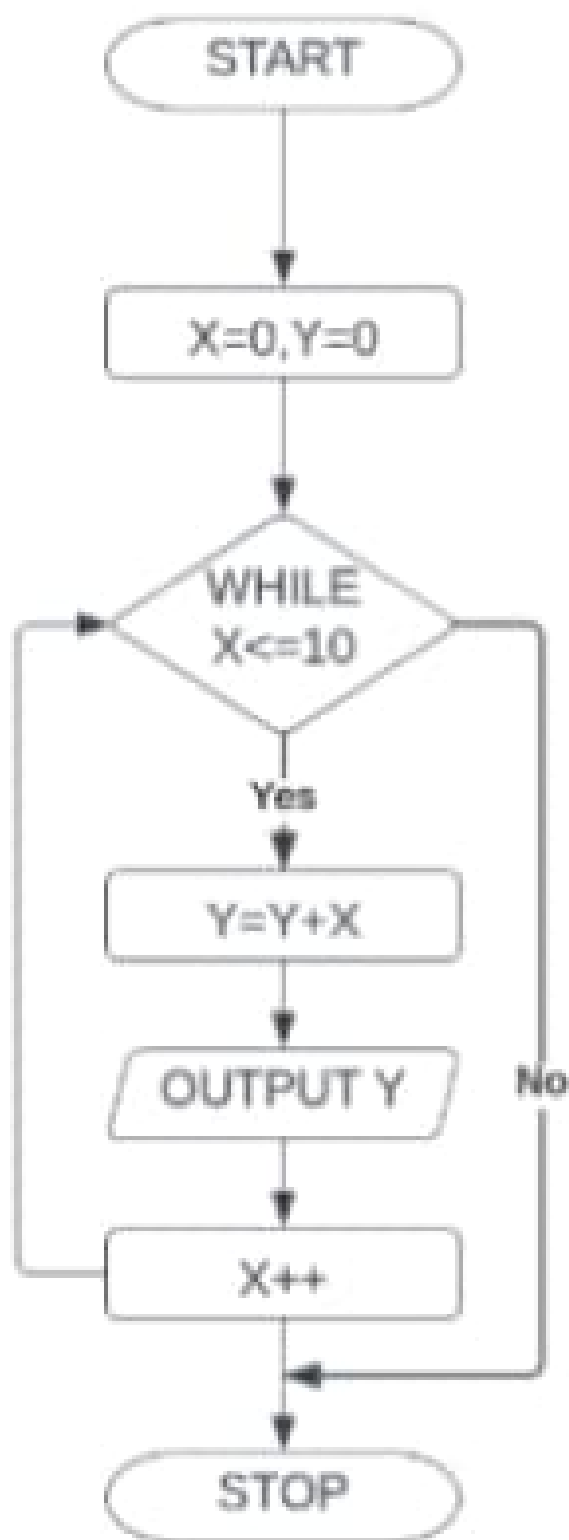 START
X=0,Y=0
WHILE
X<=10
Yes
Y=Y+X
OUTPUT Y
No
X++
STOP